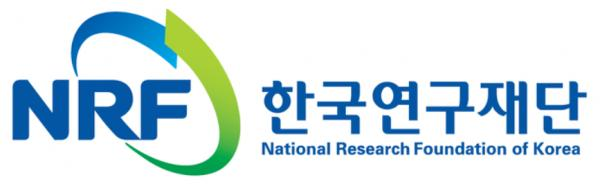 NRF
한국연구재단
National Research Foundation of Korea